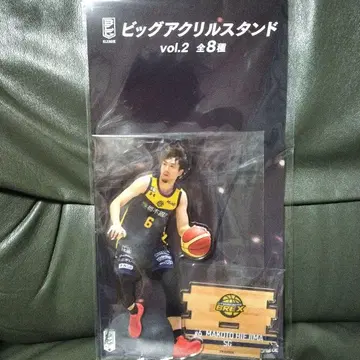 B.LEAGUE
ビッグアクリルスタンド
vol.2 全8種
6
BREX
#6 MAKOTO HIEJIMA
SG